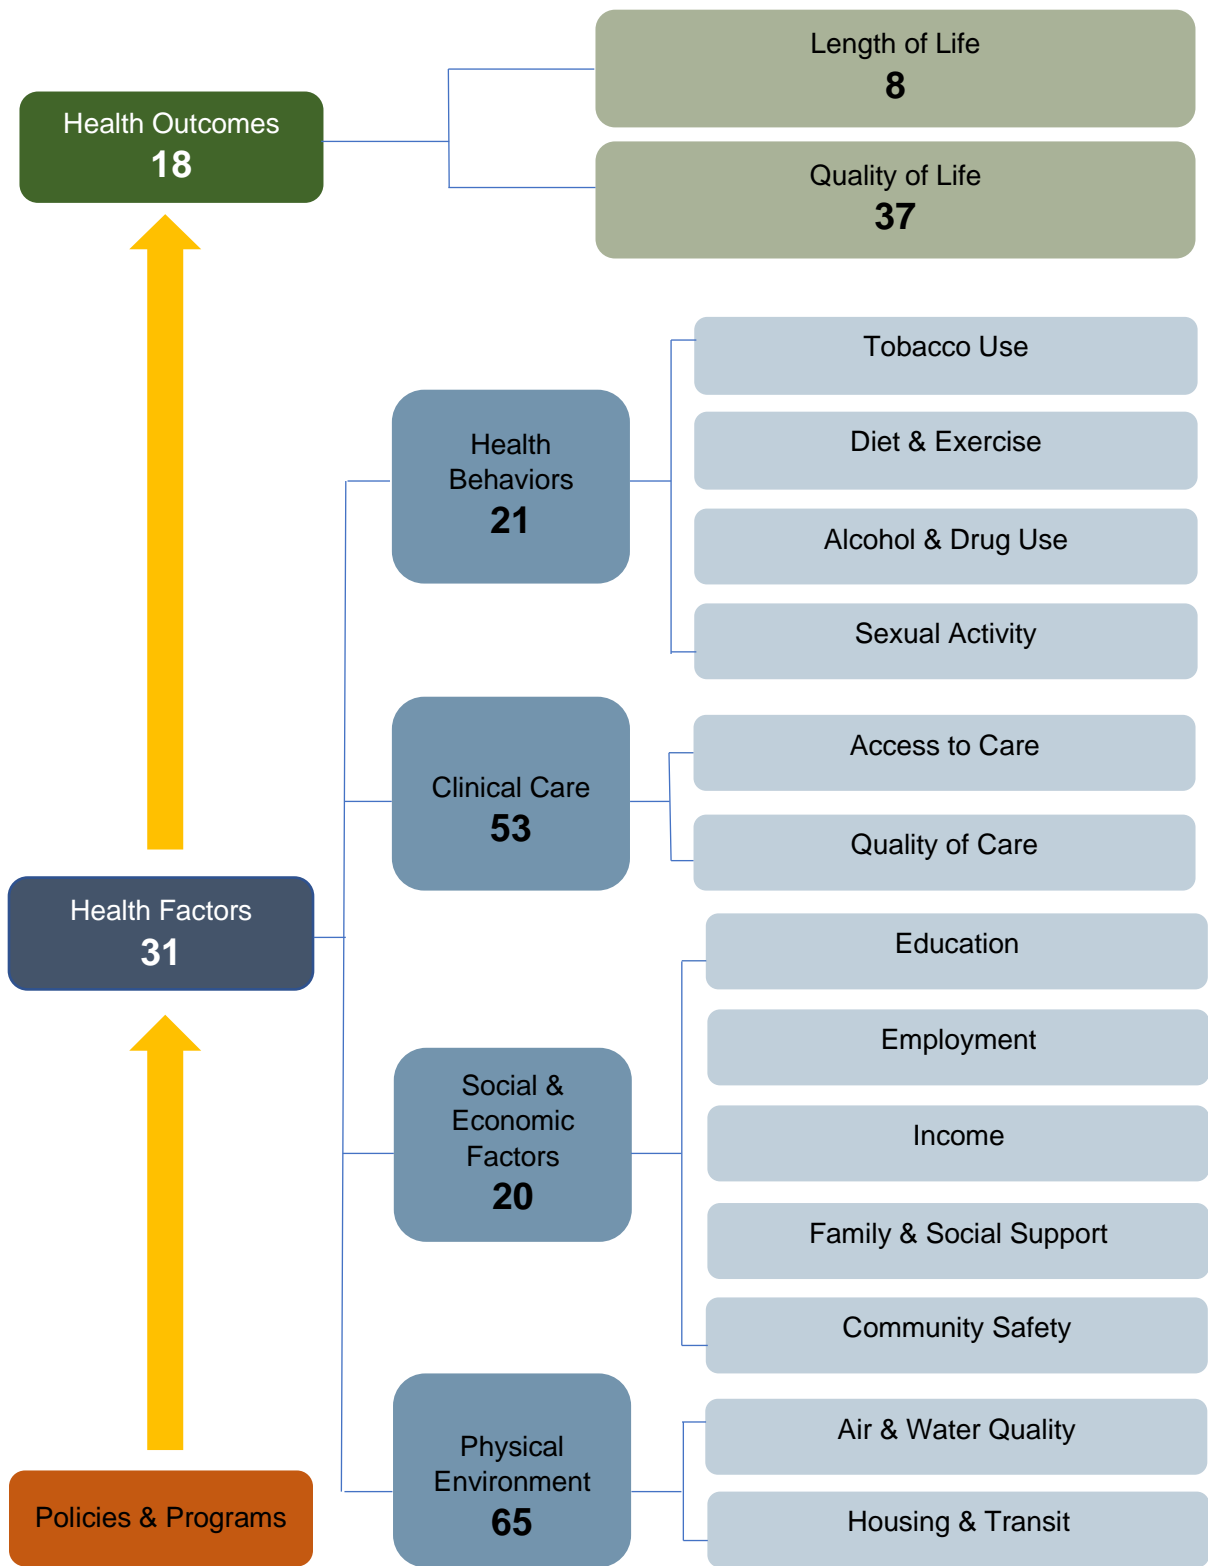 Length of Life
8
Health Outcomes
18
Quality of Life
37
Tobacco Use
Health
Behaviors
21
Diet & Exercise
Alcohol & Drug Use
Sexual Activity
Clinical Care
53
Access to Care
Quality of Care
Health Factors
31
Education
Employment
Social &
Economic
Factors
20
Income
Family & Social Support
Community Safety
Physical
Environment
65
Air & Water Quality
Housing & Transit
Policies & Programs